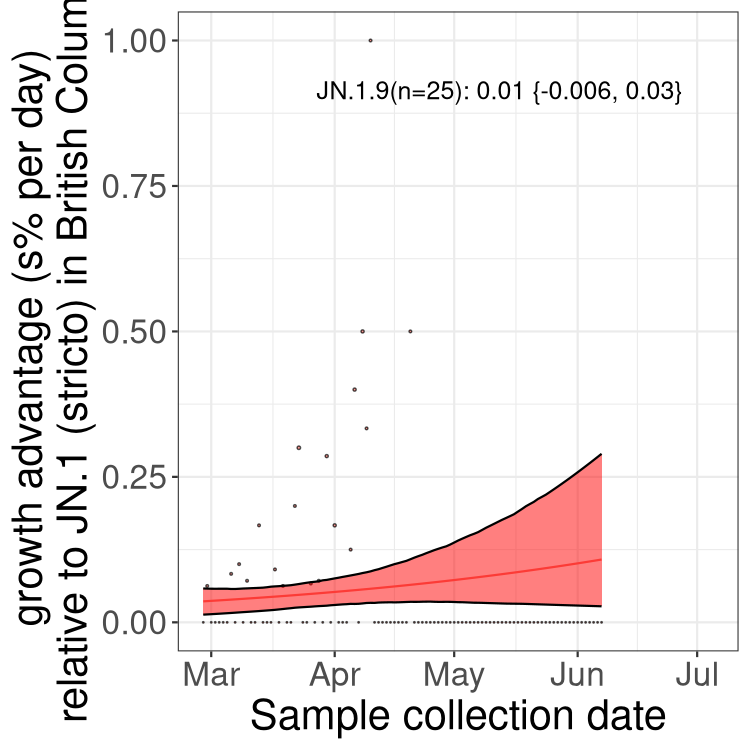 growth advantage (s% per day)
relative to JN.1 (stricto) in British Colum
1.00
0.75
0.50
0.25
0.00
JN.1.9(n=25): 0.01 {-0.006, 0.03}
Mar Apr May Jun Jul
Sample collection date